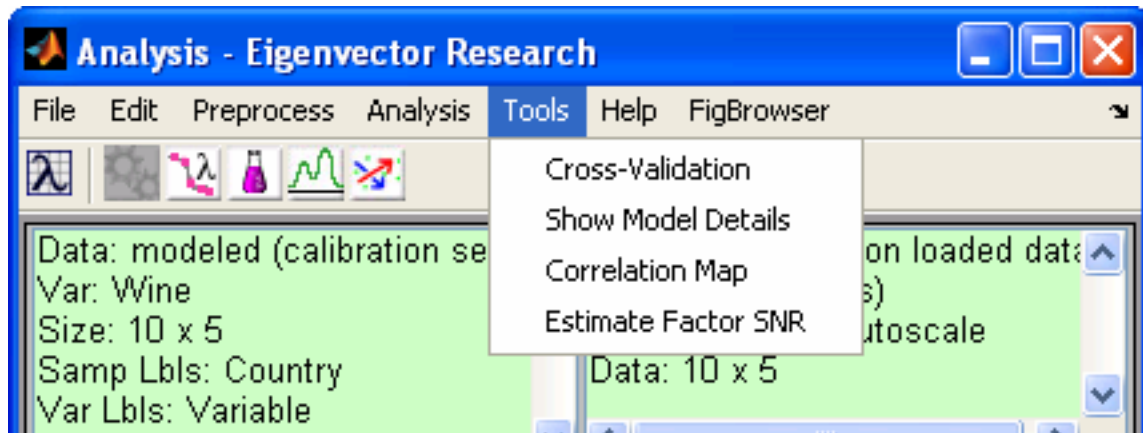 Analysis - Eigenvector Research
File Edit Preprocess Analysis Tools Help FigBrowser
Cross-Validation
Show Model Details
Correlation Map
Estimate Factor SNR
Data: modeled (calibration se
Var: Wine
Size: 10 x 5
Samp Lbls: Country
Var Lbls: Variable
on loaded data
s)
utoscale
Data: 10 x 5